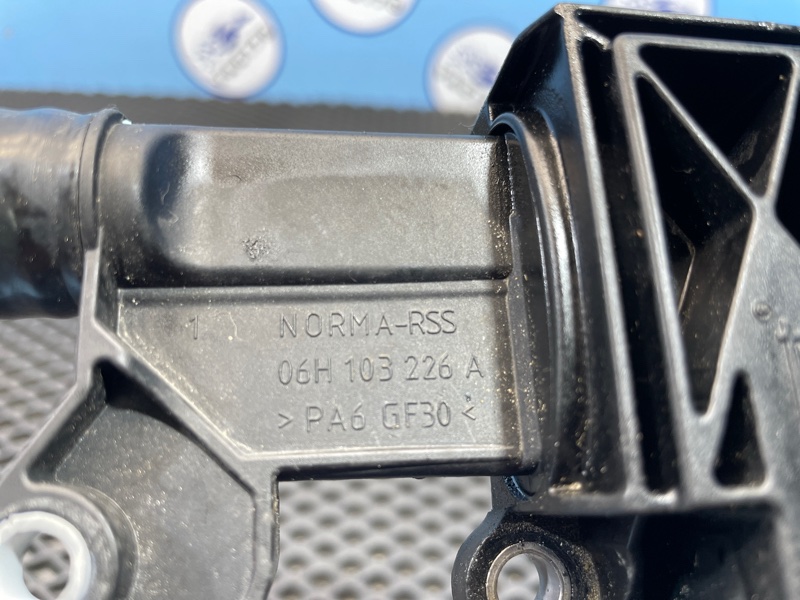 1 NORMA-RSS
06H 103 226 A
>PA6 GF30<